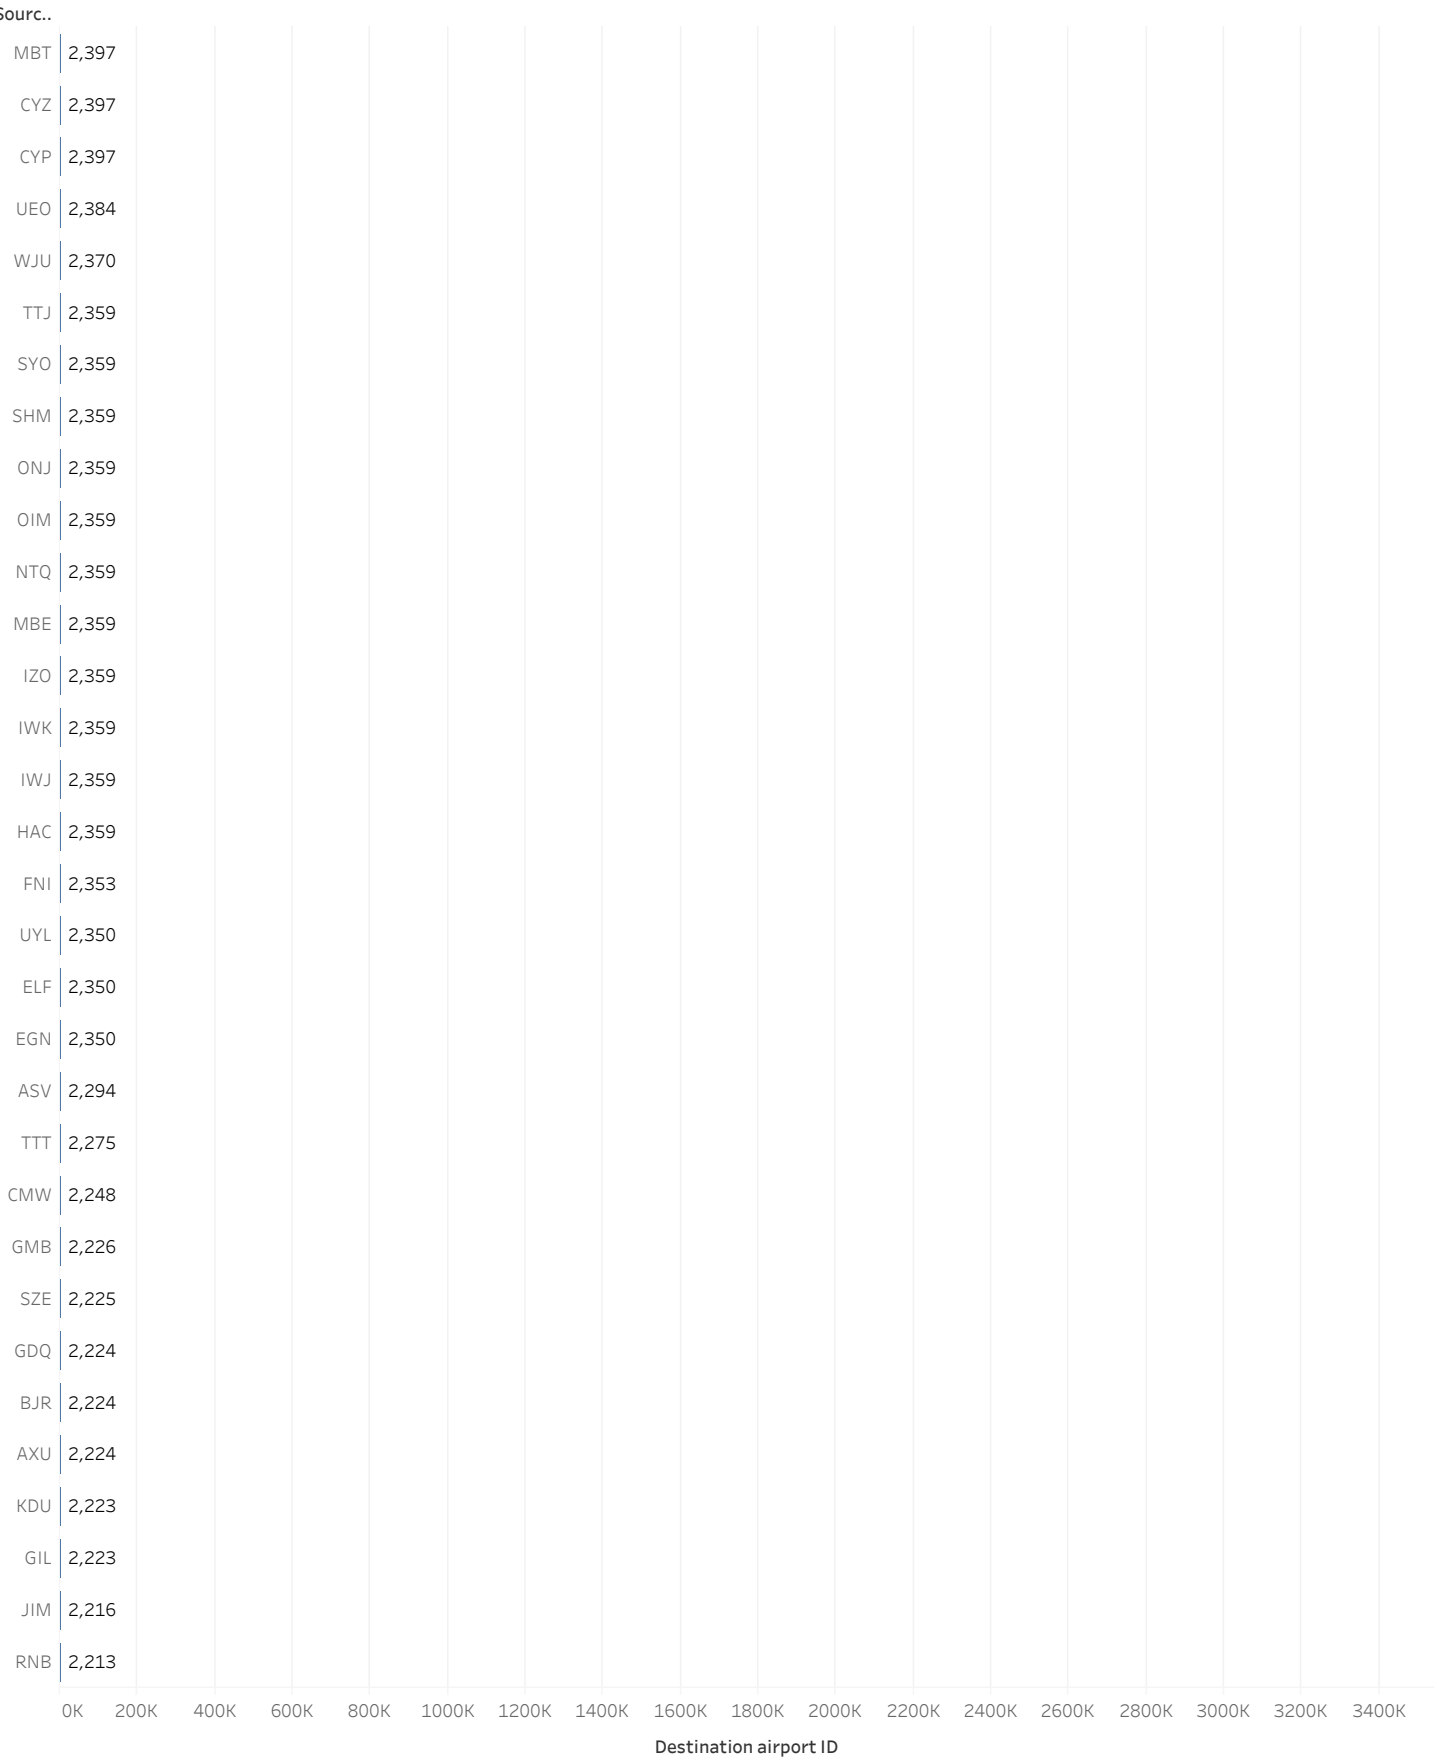 Sourc..
MBT 2,397
CYZ 2,397
CYP 2,397
UEO 2,384
WJU 2,370
TTJ 2,359
SYO 2,359
SHM 2,359
ONJ 2,359
OIM 2,359
NTQ 2,359
MBE 2,359
IZO 2,359
IWK 2,359
IWJ 2,359
HAC 2,359
FNI 2,353
UYL 2,350
ELF 2,350
EGN 2,350
ASV 2,294
TTT 2,275
CMW 2,248
GMB 2,226
SZE 2,225
GDQ 2,224
BJR 2,224
AXU 2,224
KDU 2,223
GIL 2,223
JIM 2,216
RNB 2,213
0K 200K 400K 600K 800K 1000K 1200K 1400K 1600K 1800K 2000K 2200K 2400K 2600K 2800K 3000K 3200K 3400K
Destination airport ID